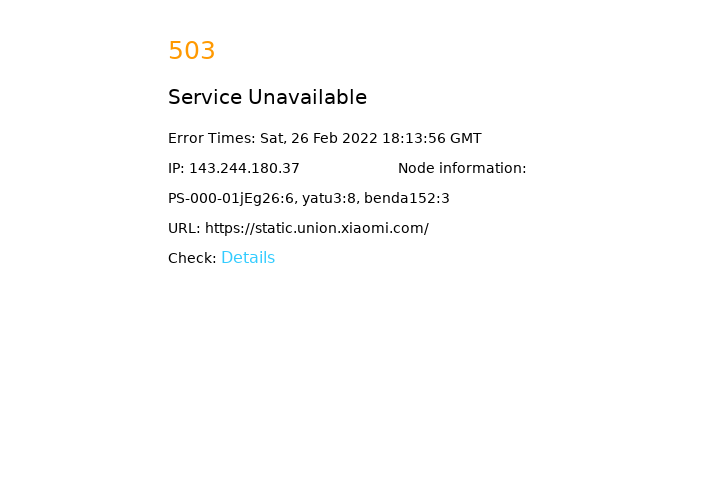 503
Service Unavailable
Error Times: Sat, 26 Feb 2022 18:13:56 GMT
IP: 143.244.180.37 Node information:
PS-000-01jEg26:6, yatu3:8, benda152:3
URL: https://static.union.xiaomi.com/
Check: Details